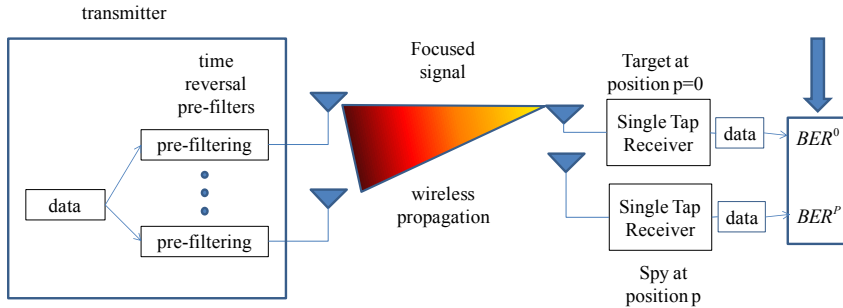 transmitter
time
reversal
pre-filters
pre-filtering
data
pre-filtering
Focused
signal
wireless
propagation
Target at
position p=0
Single Tap
Receiver
data
BER⁰
Single Tap
Receiver
data
BERᴾ
Spy at
position p